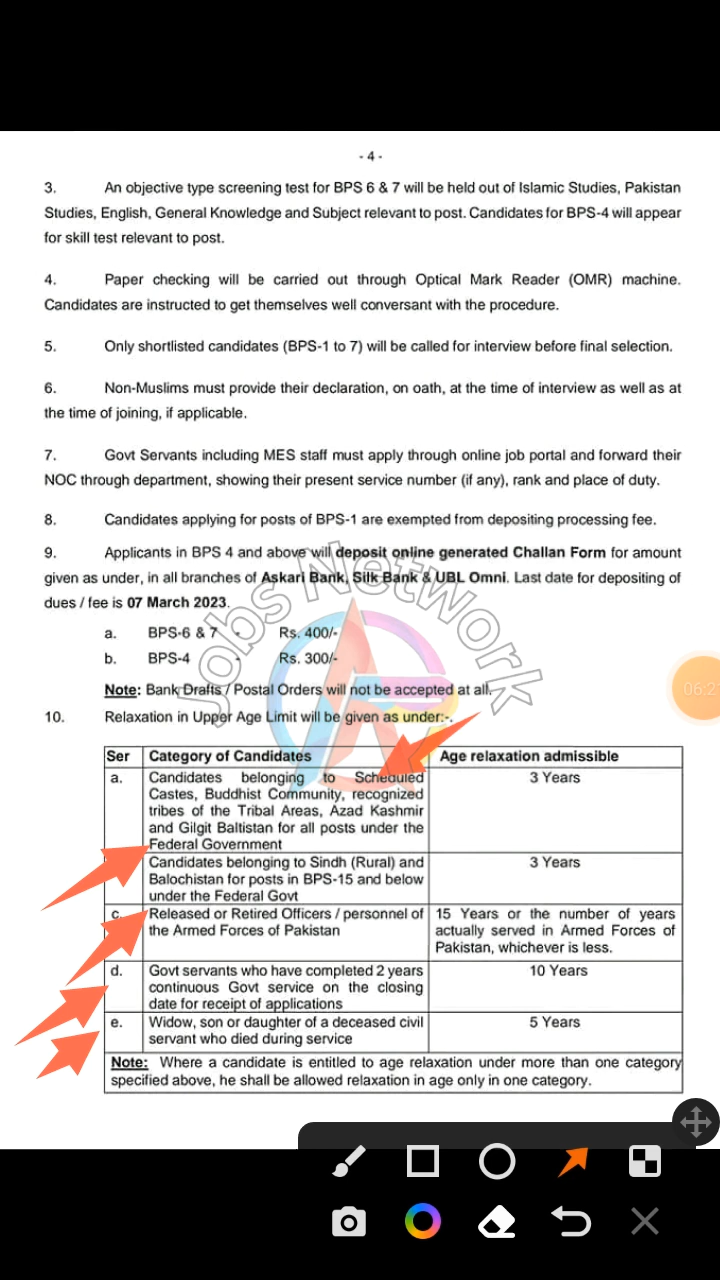 - 4 -
3. An objective type screening test for BPS 6 & 7 will be held out of Islamic Studies, Pakistan
Studies, English, General Knowledge and Subject relevant to post. Candidates for BPS-4 will appear
for skill test relevant to post.
4. Paper checking will be carried out through Optical Mark Reader (OMR) machine.
Candidates are instructed to get themselves well conversant with the procedure.
5. Only shortlisted candidates (BPS-1 to 7) will be called for interview before final selection.
6. Non-Muslims must provide their declaration, on oath, at the time of interview as well as at
the time of joining, if applicable.
7. Govt Servants including MES staff must apply through online job portal and forward their
NOC through department, showing their present service number (if any), rank and place of duty.
8. Candidates applying for posts of BPS-1 are exempted from depositing processing fee.
9. Applicants in BPS 4 and above will deposit online generated Challan Form for amount
given as under, in all branches of Askari Bank, Silk Bank & UBL Omni. Last date for depositing of
dues / fee is 07 March 2023.
a. BPS-6 & 7 - Rs. 400/-
b. BPS-4 - Rs. 300/-
Note: Bank Drafts / Postal Orders will not be accepted at all.
10. Relaxation in Upper Age Limit will be given as under:-.
Jobs Network
06:2
Ser Category of Candidates Age relaxation admissible
a. Candidates belonging to Scheduled 3 Years
Castes, Buddhist Community, recognized
tribes of the Tribal Areas, Azad Kashmir
and Gilgit Baltistan for all posts under the
Federal Government
Candidates belonging to Sindh (Rural) and 3 Years
Balochistan for posts in BPS-15 and below
under the Federal Govt
c. Released or Retired Officers / personnel of 15 Years or the number of years
the Armed Forces of Pakistan actually served in Armed Forces of
Pakistan, whichever is less.
d. Govt servants who have completed 2 years 10 Years
continuous Govt service on the closing
date for receipt of applications
e. Widow, son or daughter of a deceased civil 5 Years
servant who died during service
Note: Where a candidate is entitled to age relaxation under more than one category
specified above, he shall be allowed relaxation in age only in one category.